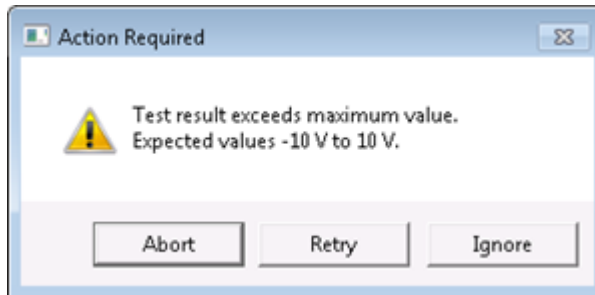 Action Required
Test result exceeds maximum value.
Expected values -10 V to 10 V.
Abort
Retry
Ignore